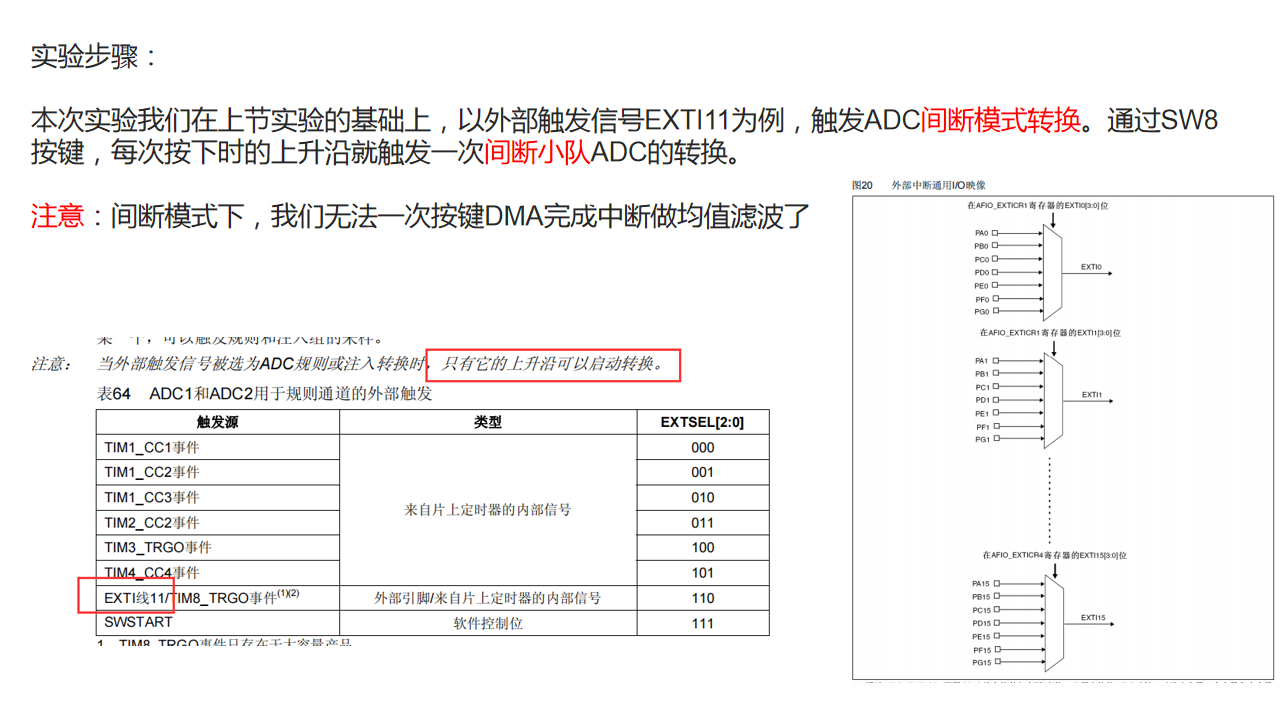 实验步骤：
本次实验我们在上节实验的基础上，以外部触发信号EXTI11为例，触发ADC间断模式转换。通过SW8
按键，每次按下时的上升沿就触发一次间断小队ADC的转换。
注意：间断模式下，我们无法一次按键DMA完成中断做均值滤波了
注意： 当外部触发信号被选为ADC规则或注入转换时，只有它的上升沿可以启动转换。
表64 ADC1和ADC2用于规则通道的外部触发
触发源 类型 EXTSEL[2:0]
TIM1_CC1事件 000
TIM1_CC2事件 001
TIM1_CC3事件 010
来自片上定时器的内部信号
TIM2_CC2事件 011
TIM3_TRGO事件 100
TIM4_CC4事件 101
EXTI线11/TIM8_TRGO事件(1)(2) 外部引脚/来自片上定时器的内部信号 110
SWSTART 软件控制位 111
1. TIM8_TRGO事件只存在于大容量产品
图20 外部中断通用I/O映像
在AFIO_EXTICR1寄存器的EXTI0[3:0]位
PA0
PB0
PC0
PD0
PE0
PF0
PG0
EXTI0
在AFIO_EXTICR1寄存器的EXTI1[3:0]位
PA1
PB1
PC1
PD1
PE1
PF1
PG1
EXTI1
在AFIO_EXTICR4寄存器的EXTI15[3:0]位
PA15
PB15
PC15
PD15
PE15
PF15
PG15
EXTI15